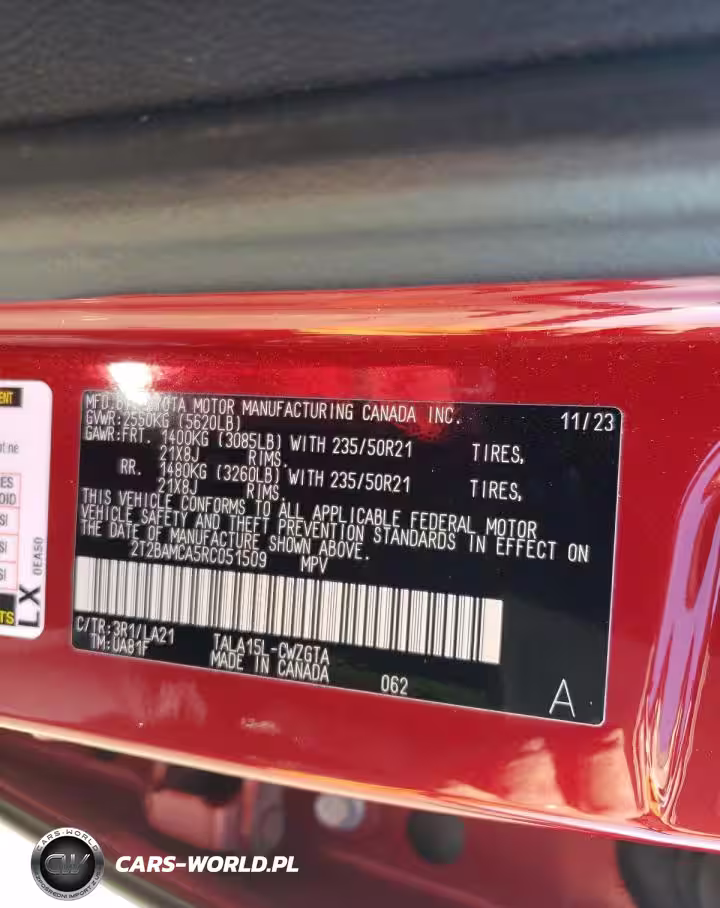 MFD. BY TOYOTA MOTOR MANUFACTURING CANADA INC. 11/23
GVWR:2550KG (5620LB)
GAWR:FRT. 1400KG (3085LB) WITH 235/50R21 TIRES,
21X8J RIMS.
RR. 1480KG (3260LB) WITH 235/50R21 TIRES,
21X8J RIMS.
THIS VEHICLE CONFORMS TO ALL APPLICABLE FEDERAL MOTOR
VEHICLE SAFETY AND THEFT PREVENTION STANDARDS IN EFFECT ON
THE DATE OF MANUFACTURE SHOWN ABOVE.
2T2BAMCA5RC051509 MPV
C/TR:3R1/LA21 TALA15L-CWZGTA
TM:UA81F MADE IN CANADA 062
A
LX
0EA50
CARS-WORLD
CW
CARS-WORLD.PL